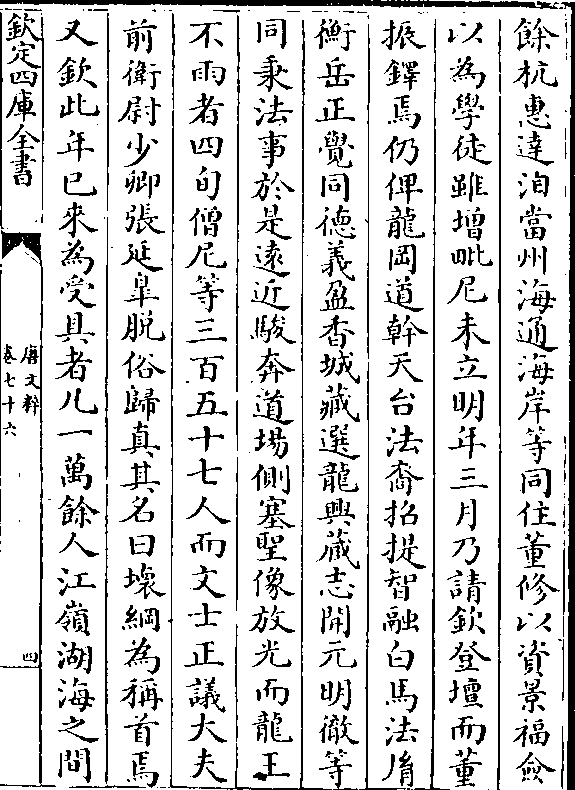 餘杭惠達洎當州海通海岸等同住董修以資景福僉
以為學徒雖増毗尼未立明年三月乃請欽登壇而董
振鐸焉仍俾龍岡道幹天台法裔招提智融白馬法㣧
衡岳正覺同德義盈香城藏選龍興藏志開元明徹等
同秉法事於是逺近駿奔道塲側塞聖像放光而龍王
不雨者四旬僧尼等三百五十七人而文士正議大夫
前衛尉少卿張延臯脱俗歸真其名曰壊綱為稱首焉
又欽此年已來為受具者凡一萬餘人江嶺湖海之間
欽定四庫全書
唐文粹
卷七十六
四